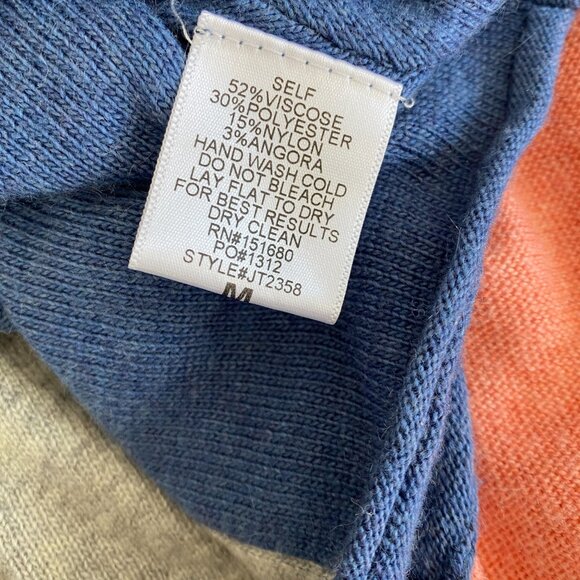 SELF
52%VISCOSE
30%POLYESTER
15%NYLON
3%ANGORA
HAND WASH COLD
DO NOT BLEACH
LAY FLAT TO DRY
FOR BEST RESULTS
DRY CLEAN
RN#151680
PO#1312
STYLE#JT2358
M